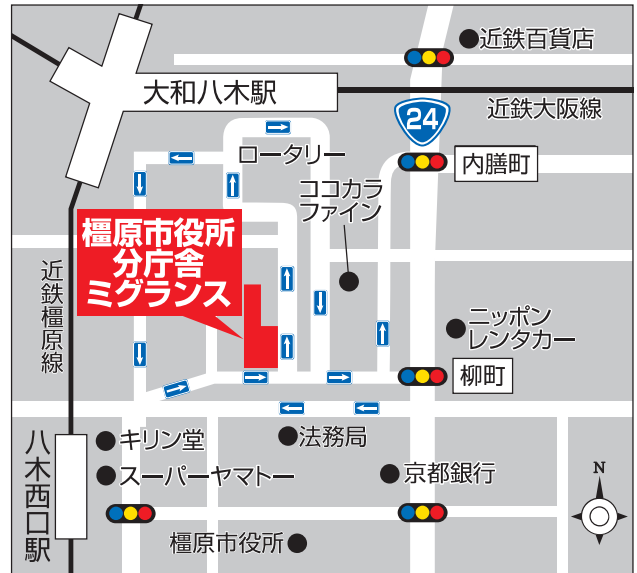 近鉄百貨店
大和八木駅
近鉄大阪線
24
ロータリー
内膳町
ココカラ
ファイン
橿原市役所
分庁舎
ミグランス
近鉄橿原線
ニッポン
レンタカー
柳町
八木西口駅
キリン堂
法務局
スーパーヤマトー
京都銀行
N
橿原市役所